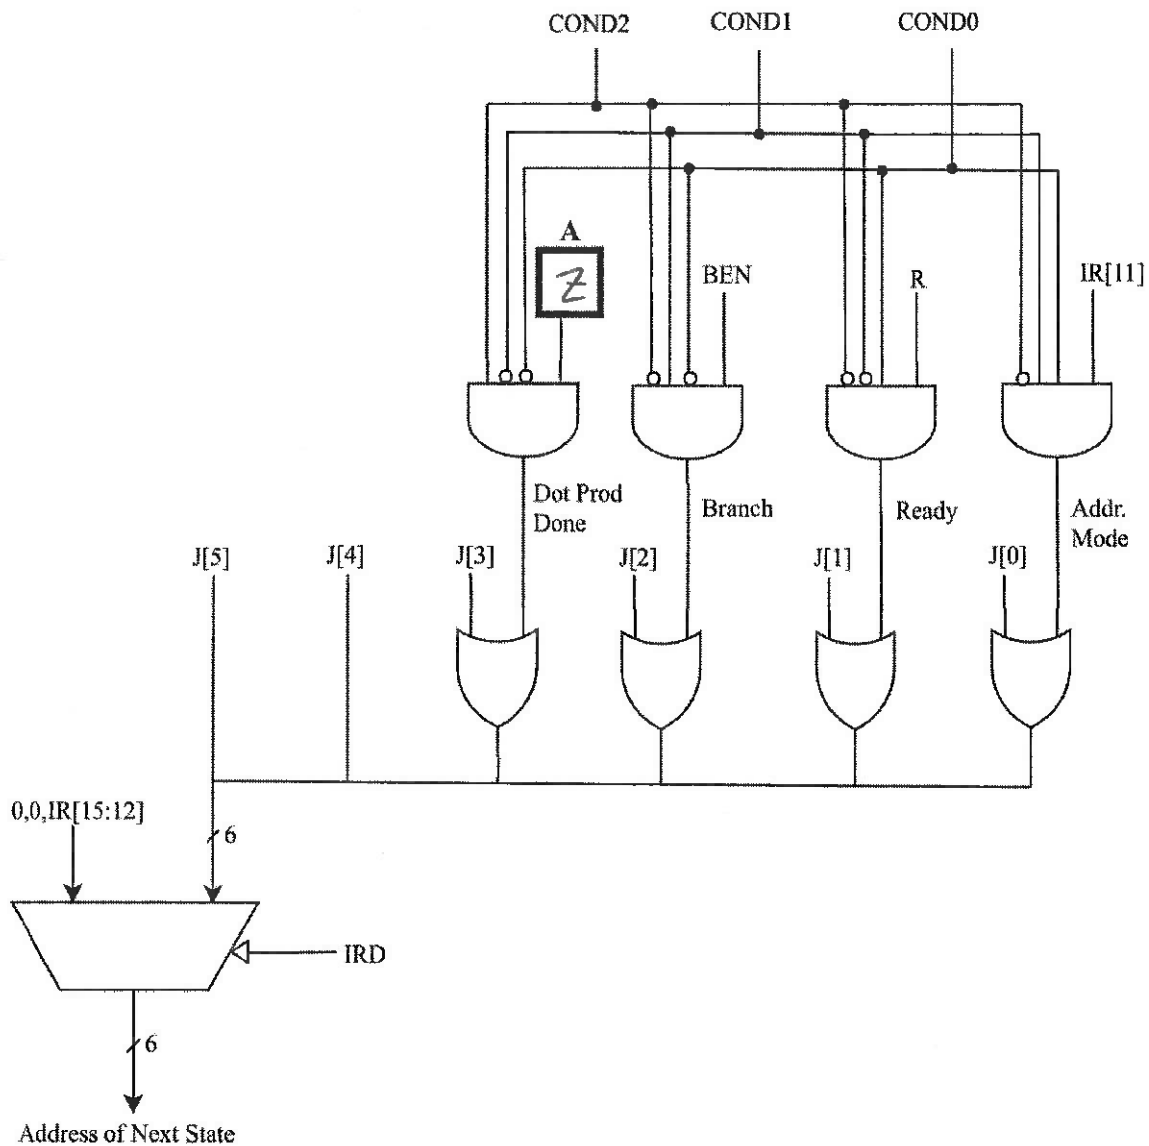 COND2 COND1 COND0
A
Z
BEN
R
IR[11]
Dot Prod
Done
Branch
Ready
Addr.
Mode
J[5]
J[4]
J[3]
J[2]
J[1]
J[0]
0,0,IR[15:12]
6
IRD
6
Address of Next State